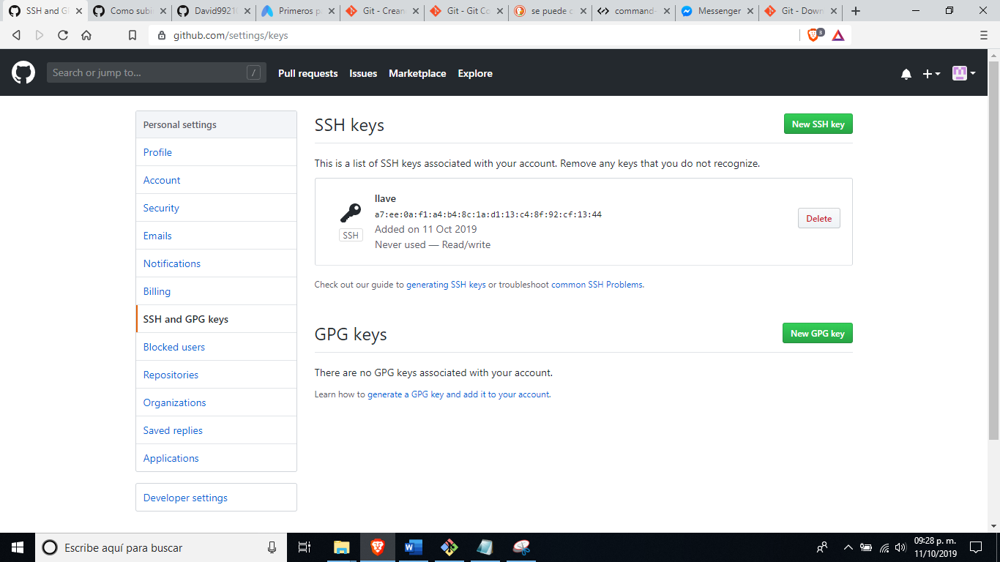 SSH and GP
Como subi
David9921
Primeros p
Git - Crean
Git - Git Co
se puede c
command-
Messenger
Git - Down
github.com/settings/keys
3
Search or jump to...
/
Pull requests
Issues
Marketplace
Explore
Personal settings
Profile
Account
Security
Emails
Notifications
Billing
SSH and GPG keys
Blocked users
Repositories
Organizations
Saved replies
Applications
Developer settings
SSH keys
New SSH key
This is a list of SSH keys associated with your account. Remove any keys that you do not recognize.
SSH
llave
a7:ee:0a:f1:a4:b4:8c:1a:d1:13:c4:8f:92:cf:13:44
Added on 11 Oct 2019
Never used — Read/write
Delete
Check out our guide to generating SSH keys or troubleshoot common SSH Problems.
GPG keys
New GPG key
There are no GPG keys associated with your account.
Learn how to generate a GPG key and add it to your account.
Escribe aquí para buscar
09:28 p. m.
11/10/2019